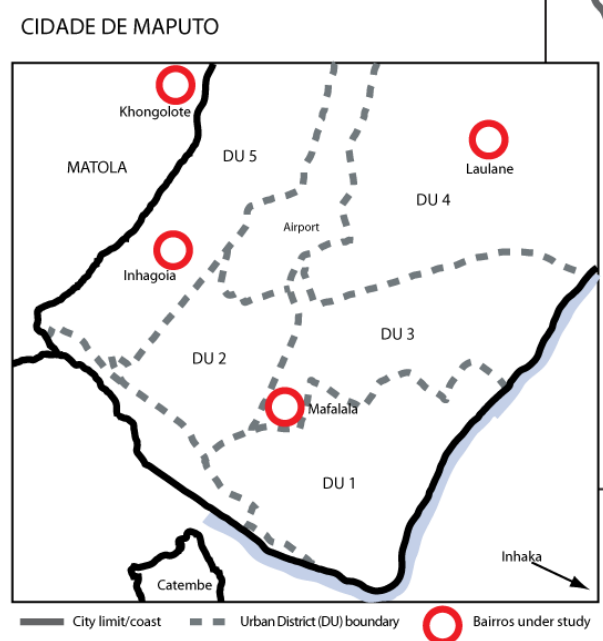 CIDADE DE MAPUTO
Khongolote
MATOLA
DU 5
Laulane
DU 4
Airport
Inhagoia
DU 3
DU 2
Mafalala
DU 1
Inhaka
Catembe
City limit/coast
Urban District (DU) boundary
Bairros under study